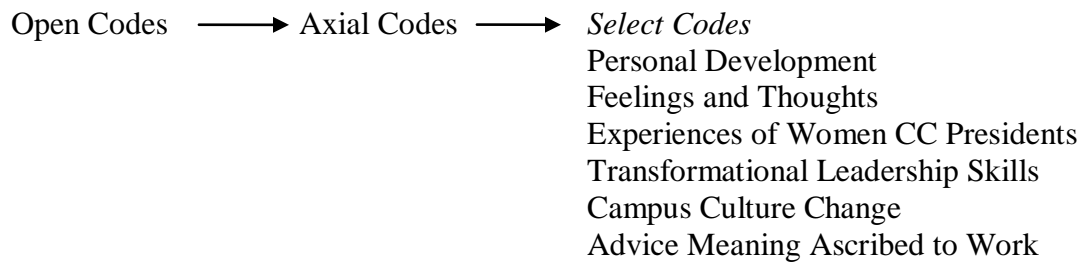 Open Codes Axial Codes Select Codes
Personal Development
Feelings and Thoughts
Experiences of Women CC Presidents
Transformational Leadership Skills
Campus Culture Change
Advice Meaning Ascribed to Work